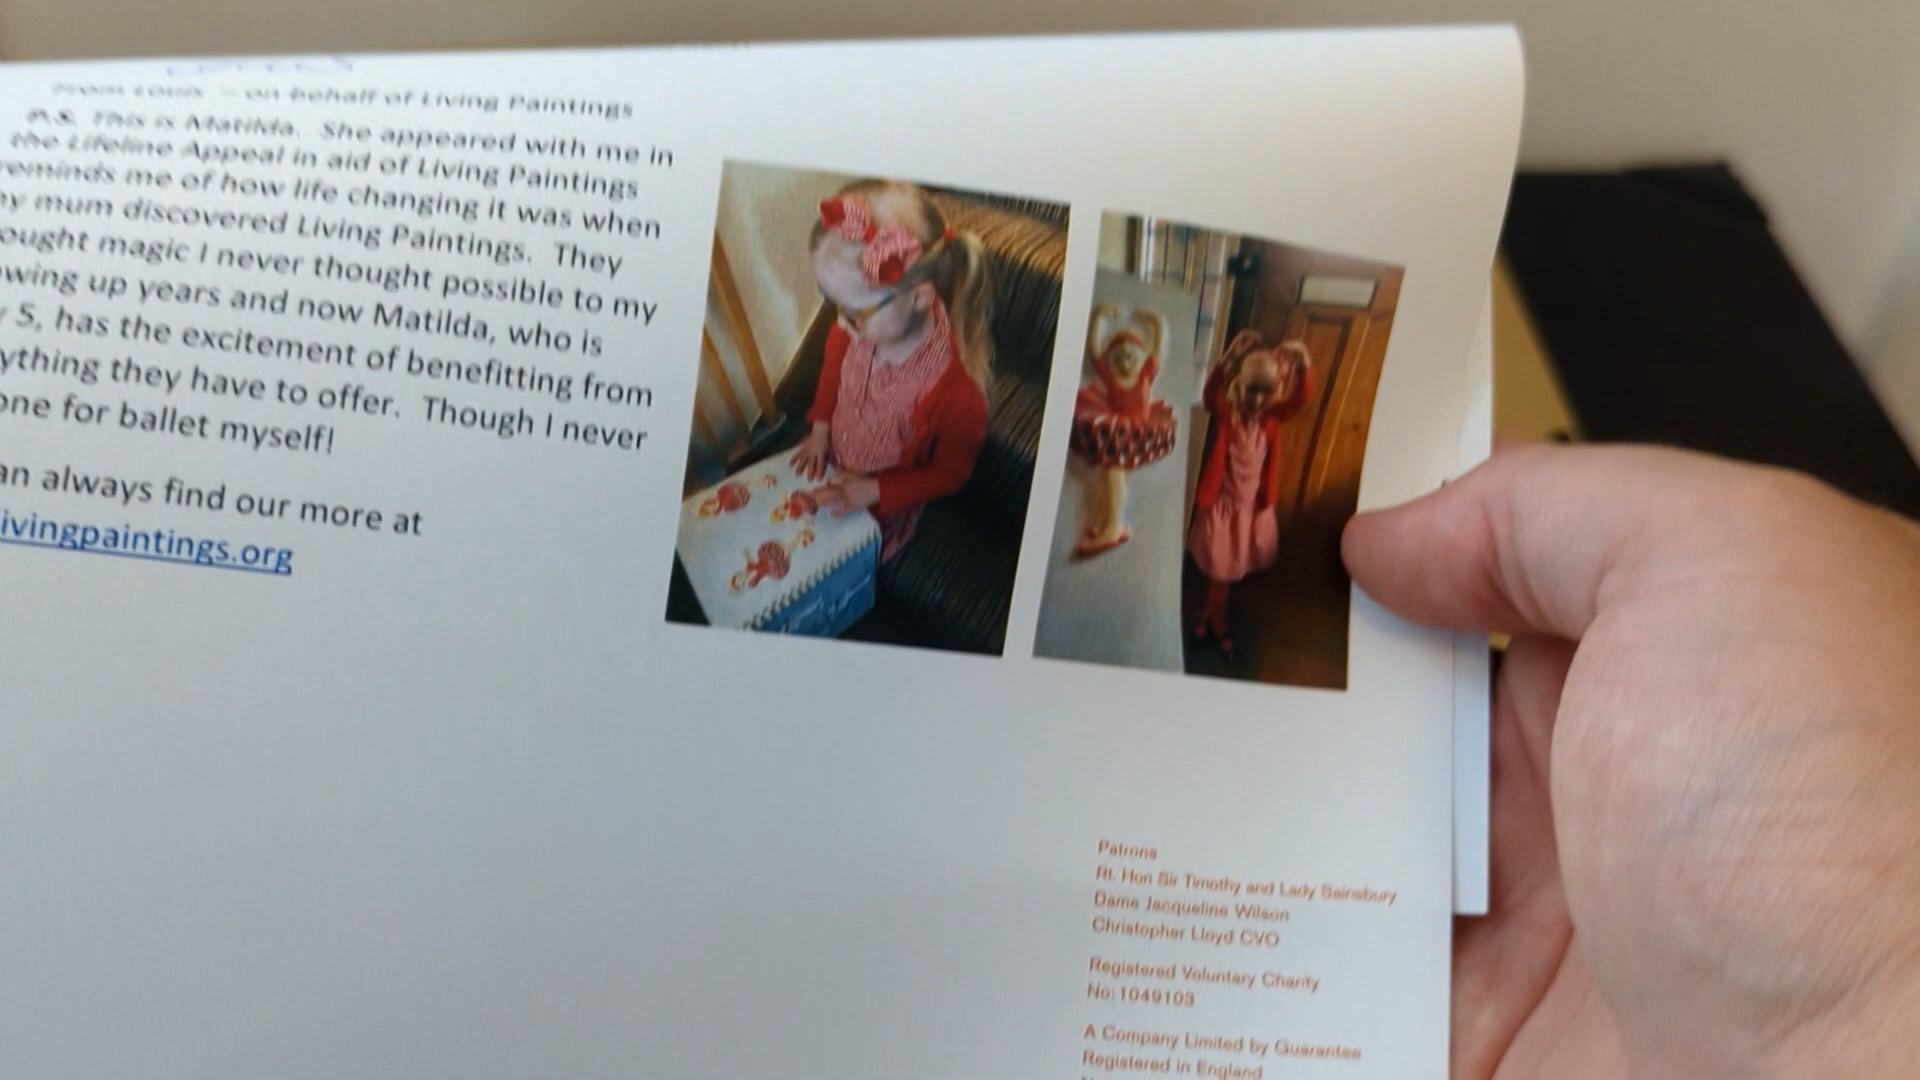 From Louis – on behalf of Living Paintings
P.S. This is Matilda. She appeared with me in
the Lifeline Appeal in aid of Living Paintings
reminds me of how life changing it was when
my mum discovered Living Paintings. They
ought magic I never thought possible to my
owing up years and now Matilda, who is
5, has the excitement of benefitting from
ything they have to offer. Though I never
one for ballet myself!
an always find our more at
ivingpaintings.org
Patrons
Rt. Hon Sir Timothy and Lady Sainsbury
Dame Jacqueline Wilson
Christopher Lloyd CVO
Registered Voluntary Charity
No: 1049103
A Company Limited by Guarantee
Registered in England